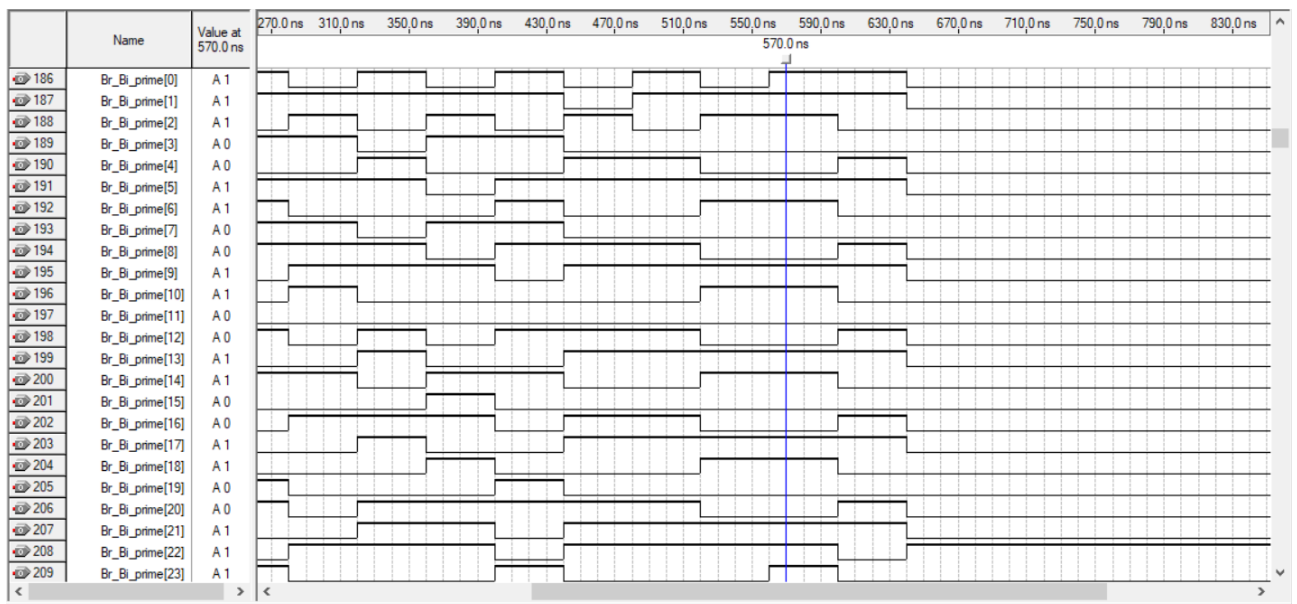 270.0 ns 310.0 ns 350.0 ns 390.0 ns 430.0 ns 470.0 ns 510.0 ns 550.0 ns 590.0 ns 630.0 ns 670.0 ns 710.0 ns 750.0 ns 790.0 ns 830.0 ns
Name Value at 570.0 ns
570.0 ns
186 Br_Bi_prime[0] A 1
187 Br_Bi_prime[1] A 1
188 Br_Bi_prime[2] A 1
189 Br_Bi_prime[3] A 0
190 Br_Bi_prime[4] A 0
191 Br_Bi_prime[5] A 1
192 Br_Bi_prime[6] A 1
193 Br_Bi_prime[7] A 0
194 Br_Bi_prime[8] A 0
195 Br_Bi_prime[9] A 1
196 Br_Bi_prime[10] A 1
197 Br_Bi_prime[11] A 0
198 Br_Bi_prime[12] A 0
199 Br_Bi_prime[13] A 1
200 Br_Bi_prime[14] A 1
201 Br_Bi_prime[15] A 0
202 Br_Bi_prime[16] A 0
203 Br_Bi_prime[17] A 1
204 Br_Bi_prime[18] A 1
205 Br_Bi_prime[19] A 0
206 Br_Bi_prime[20] A 0
207 Br_Bi_prime[21] A 1
208 Br_Bi_prime[22] A 1
209 Br_Bi_prime[23] A 1